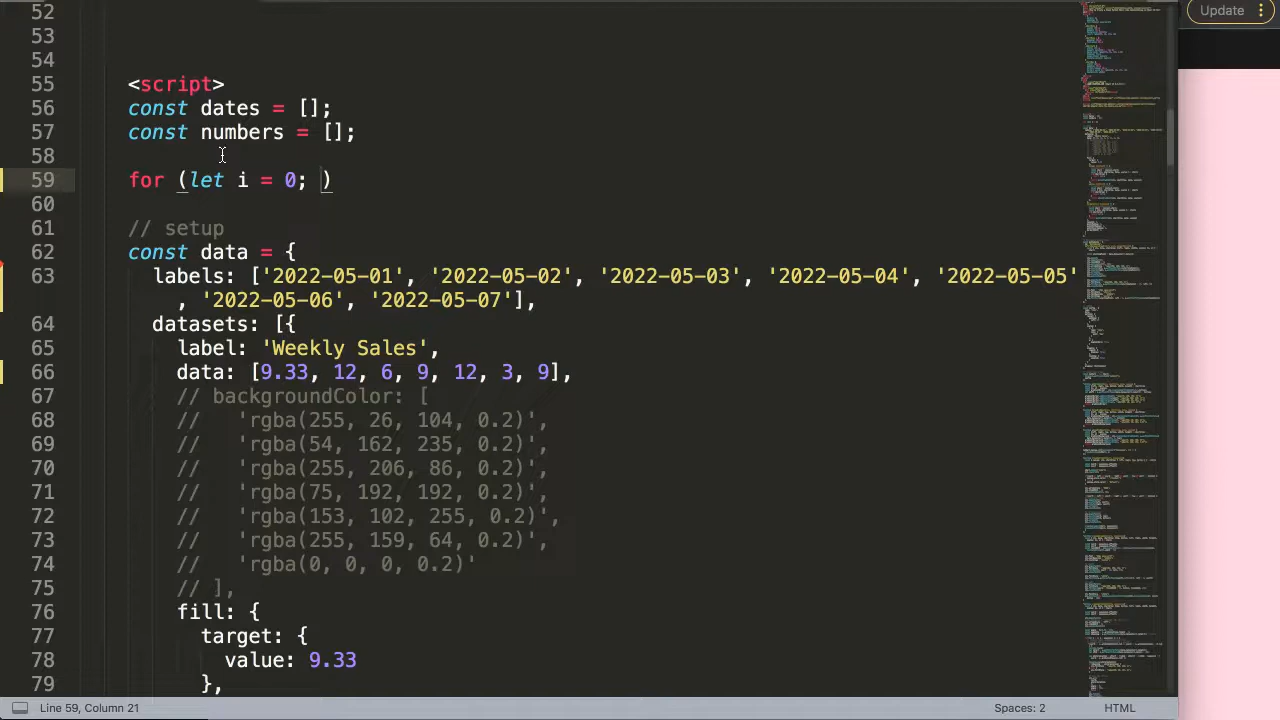 Update
52
53
54
55 <script>
56 const dates = [];
57 const numbers = [];
58
59 for (let i = 0; )
60
61 // setup
62 const data = {
63 labels: ['2022-05-01', '2022-05-02', '2022-05-03', '2022-05-04', '2022-05-05'
, '2022-05-06', '2022-05-07'],
64 datasets: [{
65 label: 'Weekly Sales',
66 data: [9.33, 12, 6, 9, 12, 3, 9],
67 // backgroundColor: [
68 // 'rgba(255, 26, 104, 0.2)',
69 // 'rgba(54, 162, 235, 0.2)',
70 // 'rgba(255, 206, 86, 0.2)',
71 // 'rgba(75, 192, 192, 0.2)',
72 // 'rgba(153, 102, 255, 0.2)',
73 // 'rgba(255, 159, 64, 0.2)',
74 // 'rgba(0, 0, 0, 0.2)'
75 // ]
76 fill: {
77 target: {
78 value: 9.33
79 },
Line 59, Column 21
Spaces: 2
HTML